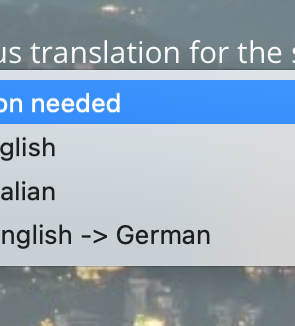 us translation for the s
on needed
glish
alian
nglish -> German